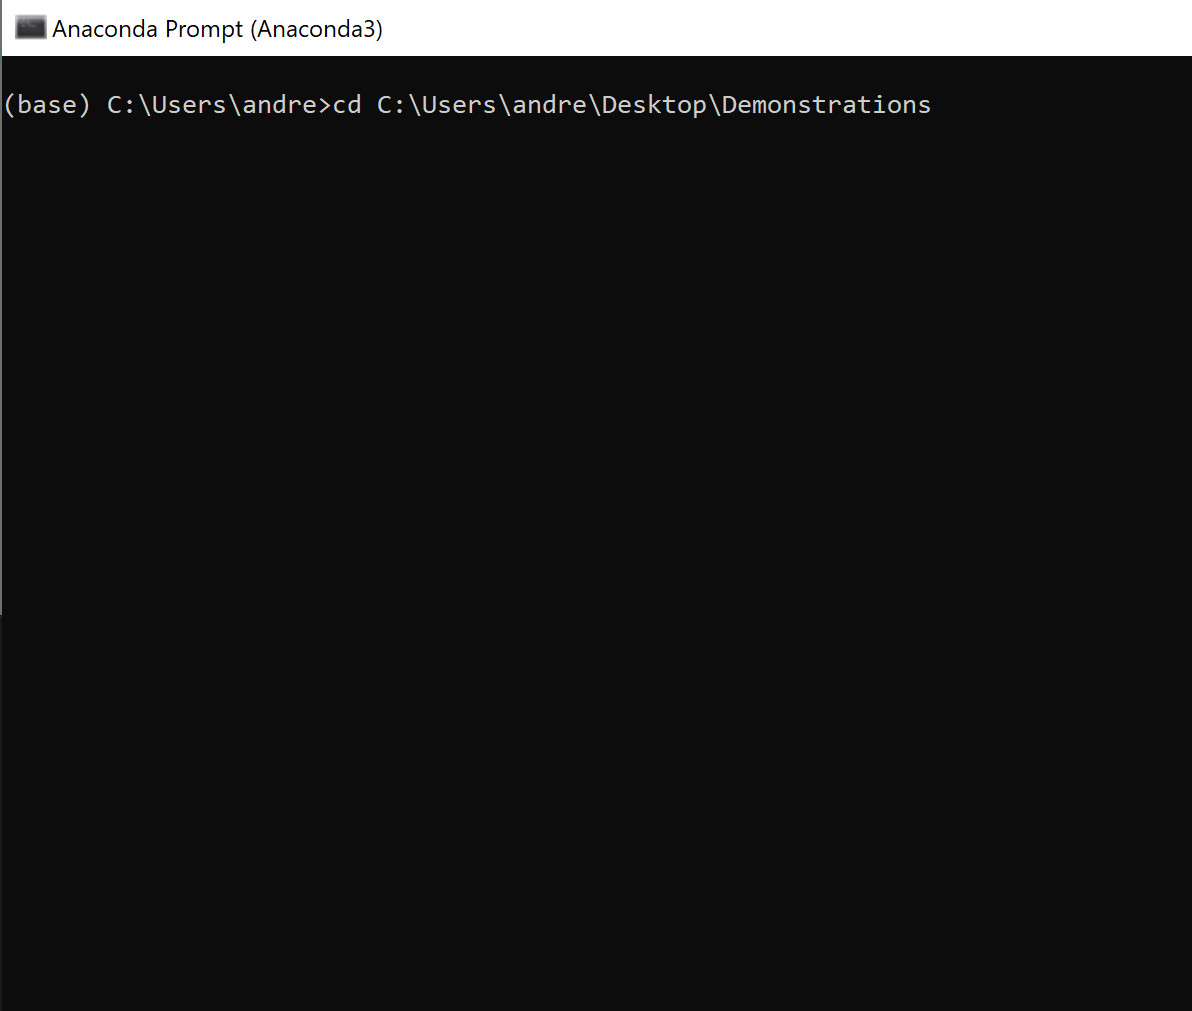 Anaconda Prompt (Anaconda3)
(base) C:\Users\andre>cd C:\Users\andre\Desktop\Demonstrations